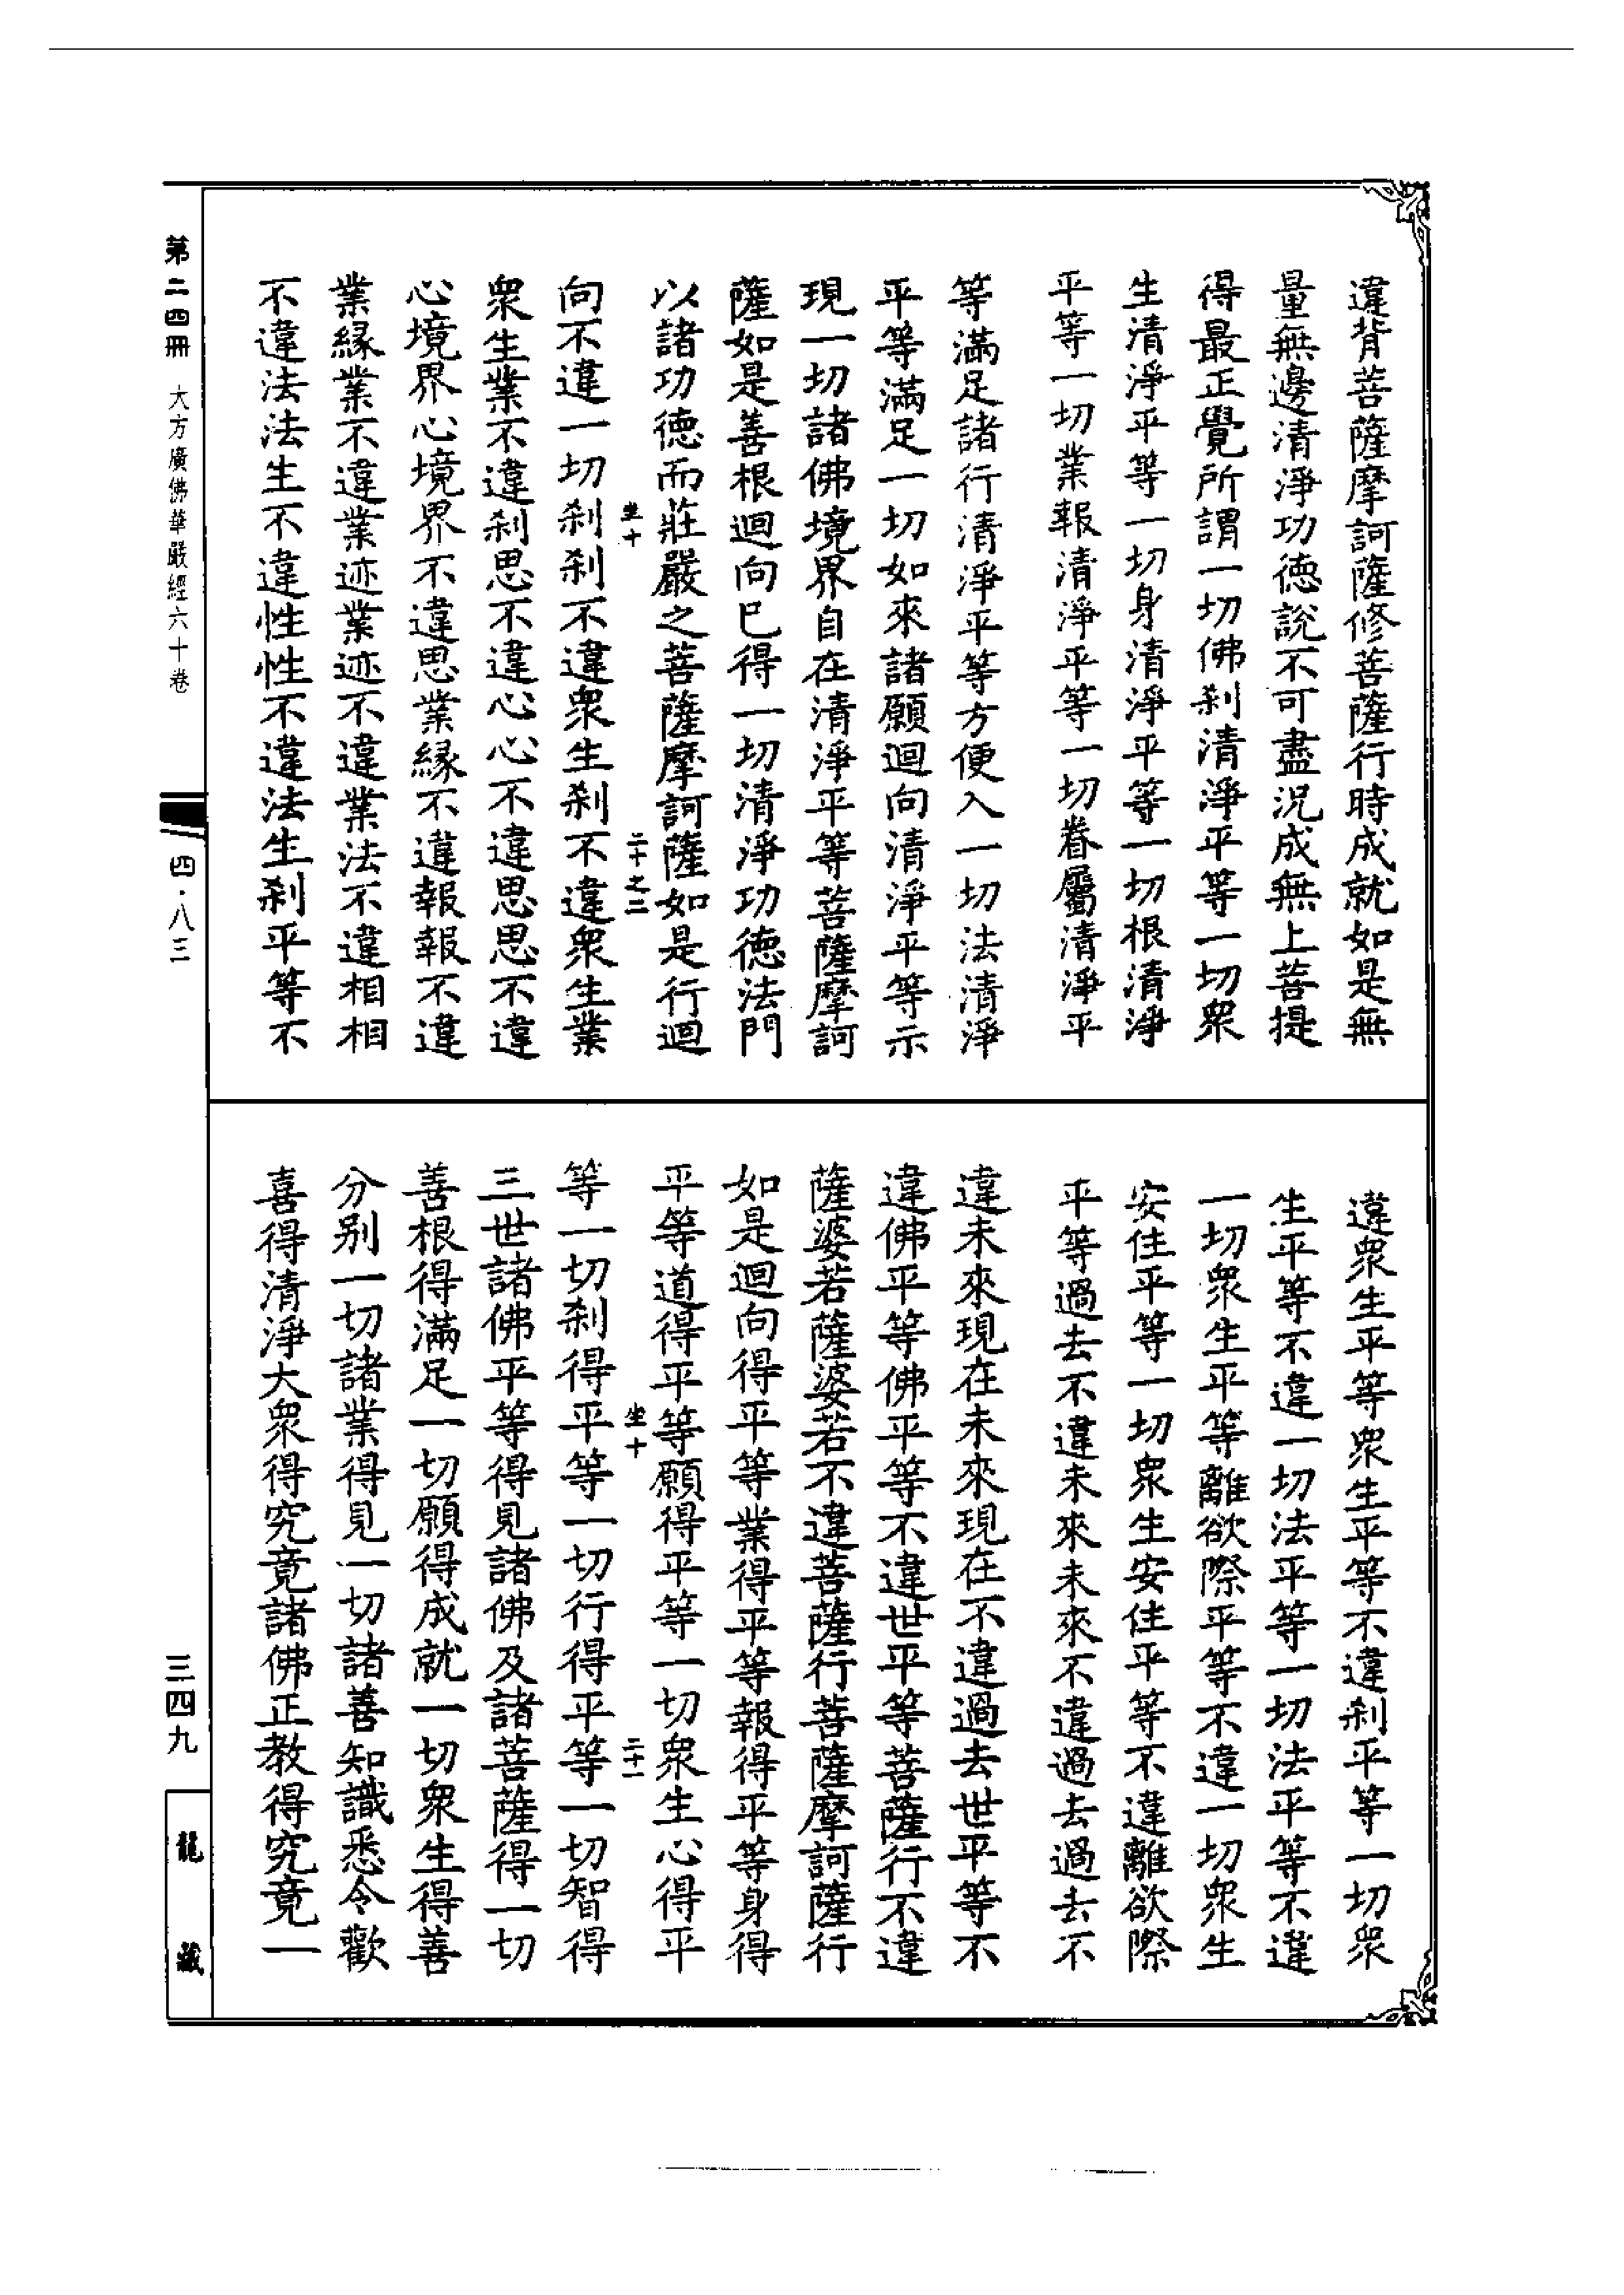 違背菩薩摩訶薩修菩薩行時成就如是無
量無邊清淨功德說不可盡況成無上菩提
得最正覺所謂一切佛剎清淨平等一切衆
生清淨平等一切身清淨平等一切根清淨
平等一切業報清淨平等一切眷屬清淨平
等滿足諸行清淨平等方便入一切法清淨
平等滿足一切如來諸願迴向清淨平等示
現一切諸佛境界自在清淨平等菩薩摩訶
薩如是善根迴向已得一切清淨功德法門
以諸功德而莊嚴之菩薩摩訶薩如是行迴
坐十 二十之三
向不違一切剎剎不違衆生剎不違衆生業
衆生業不違剎思不違心心不違思思不違
心境界心境界不違思業緣不違報報不違
業緣業不違業迹業迹不違業法不違相相
不違法法生不違性性不違法生剎平等不
違衆生平等衆生平等不違剎平等一切衆
生平等不違一切法平等一切法平等不違
一切衆生平等離欲際平等不違一切衆生
安住平等一切衆生安住平等不違離欲際
平等過去不違未來未來不違過去過去不
違未來現在未來現在不違過去世平等不
違佛平等佛平等不違世平等菩薩行不違
薩婆若薩婆若不違菩薩行菩薩摩訶薩行
如是迴向得平等業得平等報得平等身得
平等道得平等願得平等一切衆生心得平
坐十 二十一
等一切剎得平等一切行得平等一切智得
三世諸佛平等得見諸佛及諸菩薩得一切
善根得滿足一切願得成就一切衆生得善
分別一切諸業得見一切諸善知識悉令歡
喜得清淨大衆得究竟諸佛正教得究竟一
第二四冊 大方廣佛華嚴經六十卷 四·八三
三四九
龍藏